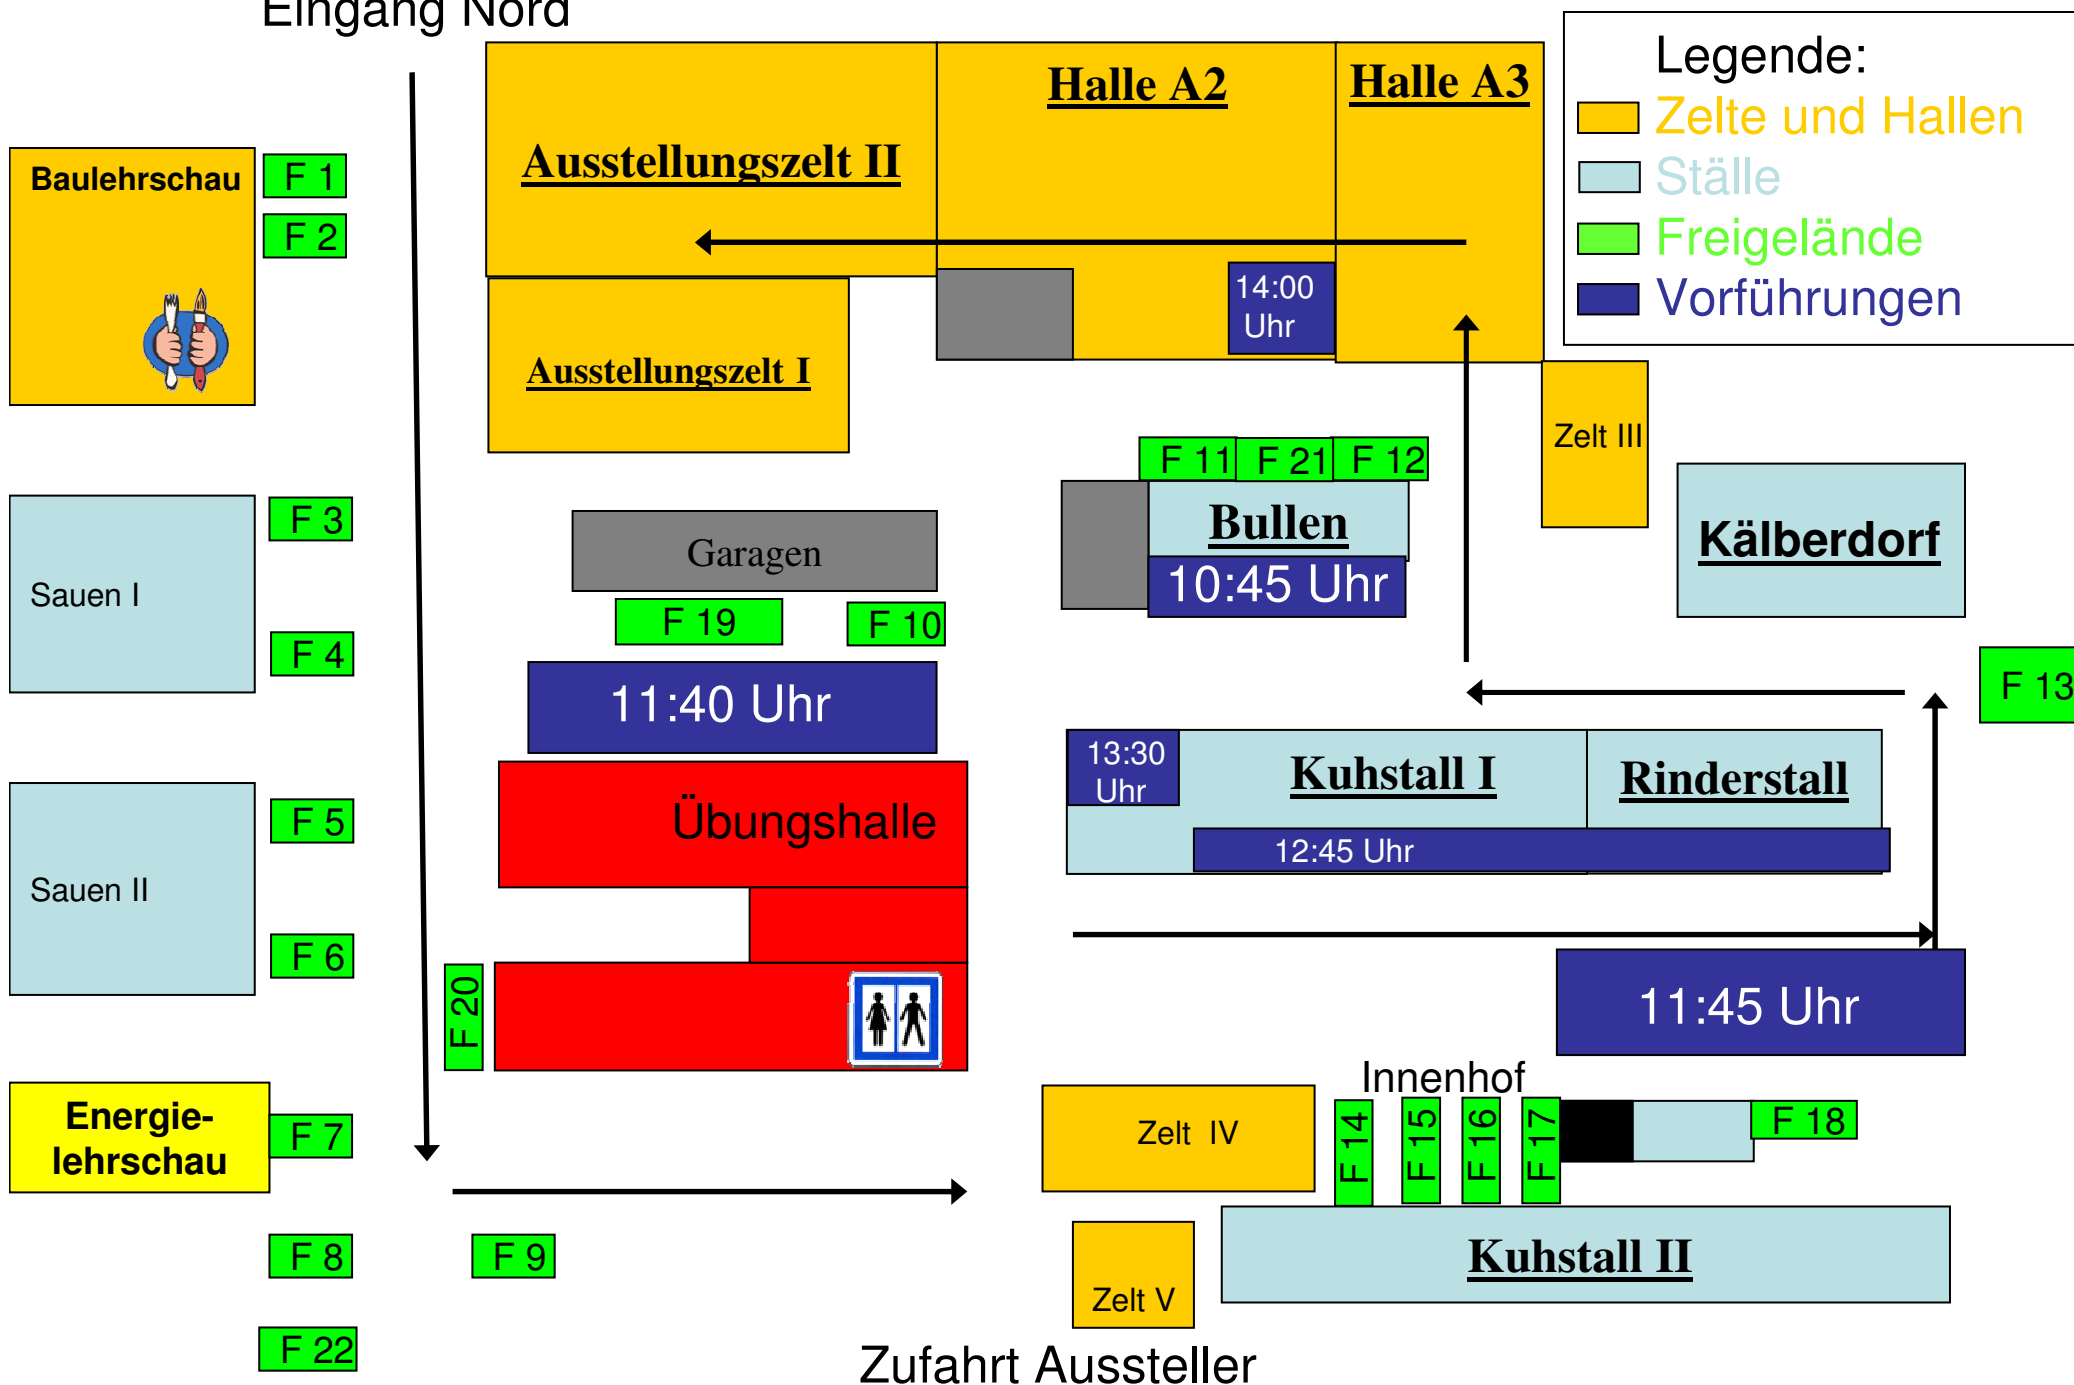 Eingang Nord
Legende:
Zelte und Hallen
Ställe
Freigelände
Vorführungen
Halle A2
Halle A3
Ausstellungszelt II
14:00
Uhr
Ausstellungszelt I
Baulehrschau
F 1
F 2
Zelt III
F 11
F 21
F 12
Bullen
10:45 Uhr
Kälberdorf
Sauen I
F 3
F 4
Garagen
F 19
F 10
11:40 Uhr
F 13
Übungshalle
13:30
Uhr
Kuhstall I
Rinderstall
12:45 Uhr
Sauen II
F 5
F 6
F 20
11:45 Uhr
Innenhof
Energie-
lehrschau
F 7
Zelt IV
F 14
F 15
F 16
F 17
F 18
F 8
F 9
Zelt V
Kuhstall II
F 22
Zufahrt Aussteller